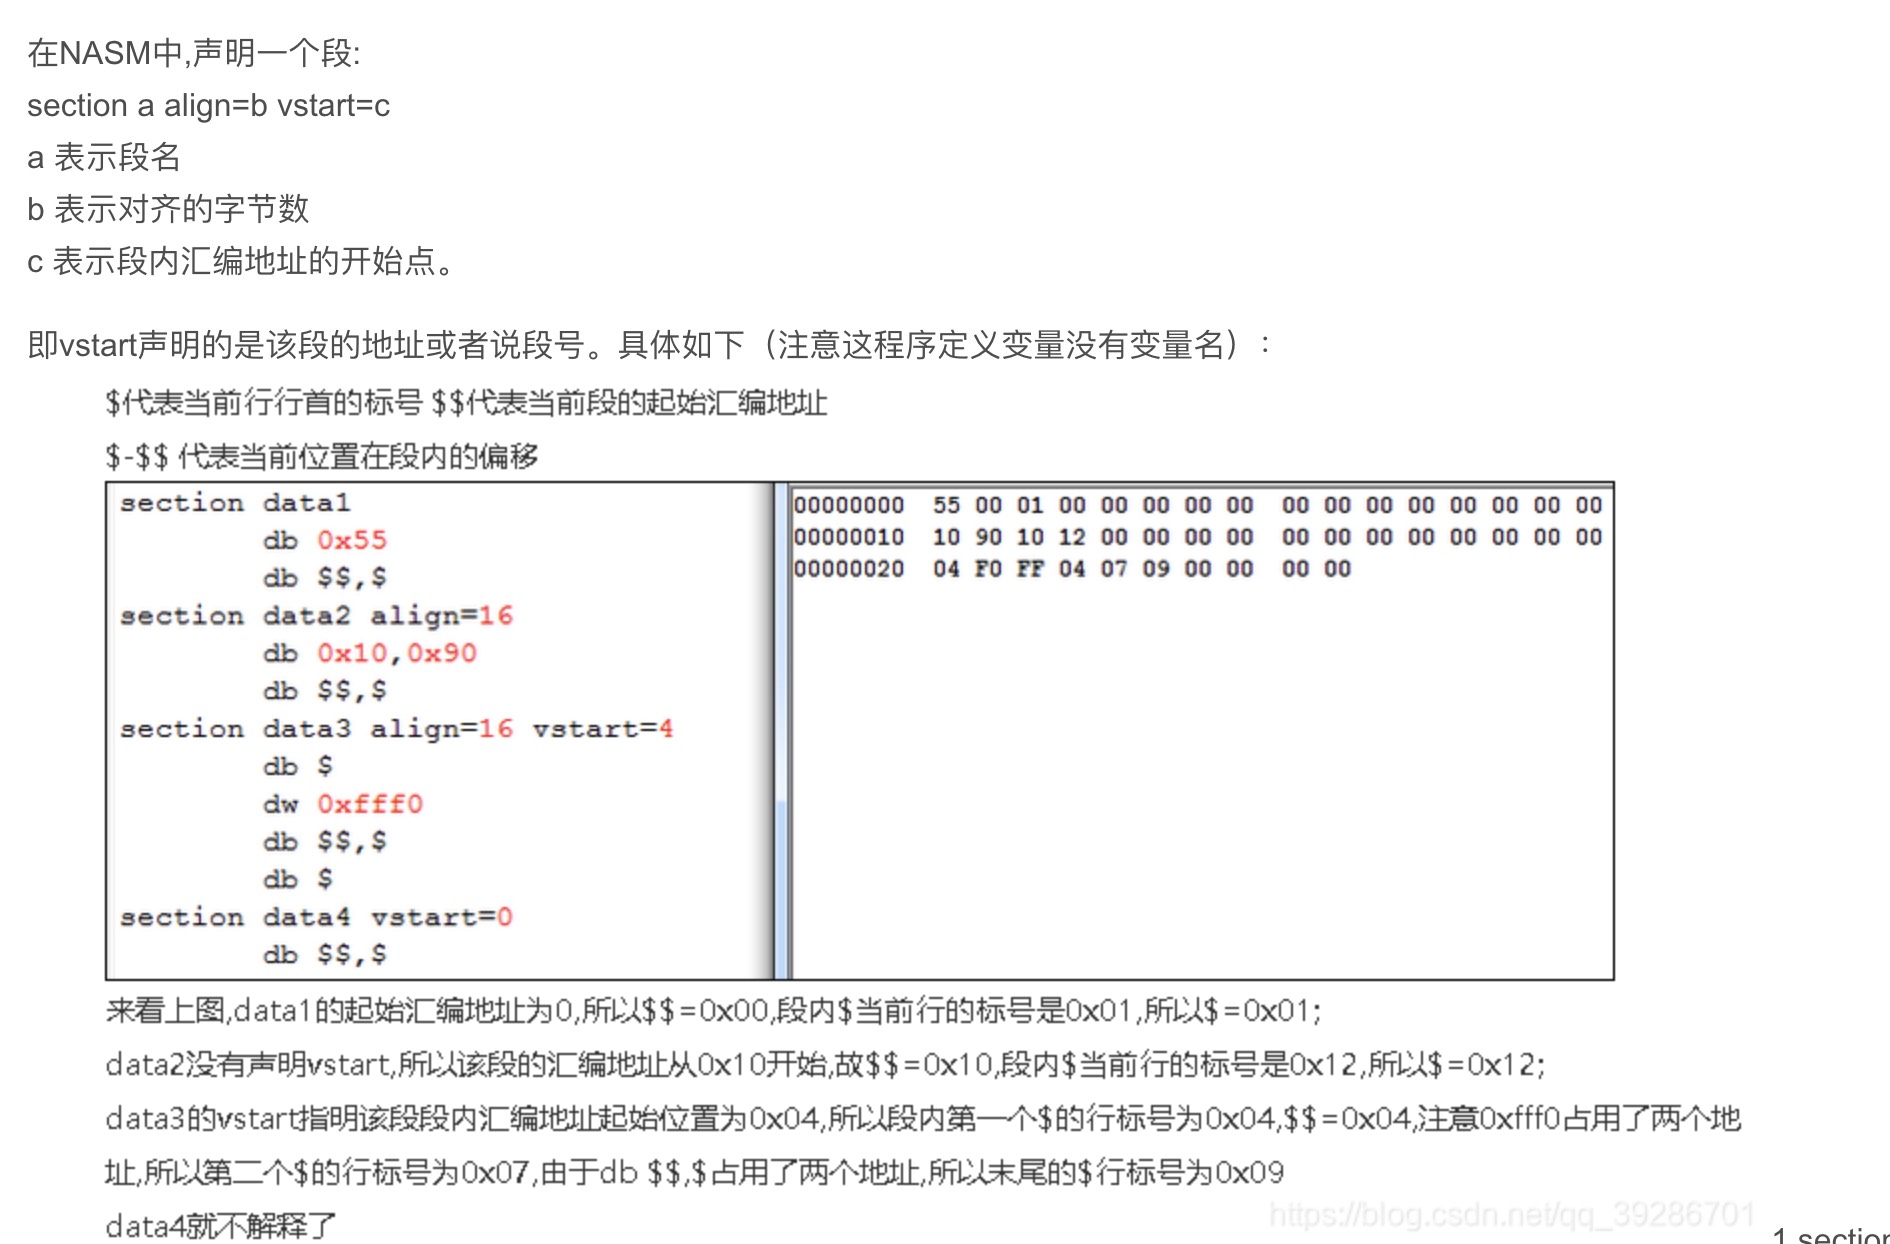 在NASM中,声明一个段:
section a align=b vstart=c
a 表示段名
b 表示对齐的字节数
c 表示段内汇编地址的开始点。
即vstart声明的是该段的地址或者说段号。具体如下（注意这程序定义变量没有变量名）：
$代表当前行行首的标号 $$代表当前段的起始汇编地址
$-$$ 代表当前位置在段内的偏移
section data1
db 0x55
db $$,$
section data2 align=16
db 0x10,0x90
db $$,$
section data3 align=16 vstart=4
db $
dw 0xfff0
db $$,$
db $
section data4 vstart=0
db $$,$
00000000 55 00 01 00 00 00 00 00 00 00 00 00 00 00 00 00
00000010 10 90 10 12 00 00 00 00 00 00 00 00 00 00 00 00
00000020 04 F0 FF 04 07 09 00 00 00 00
来看上图,data1的起始汇编地址为0,所以$$=0x00,段内$当前行的标号是0x01,所以$=0x01;
data2没有声明vstart,所以该段的汇编地址从0x10开始,故$$=0x10,段内$当前行的标号是0x12,所以$=0x12;
data3的vstart指明该段段内汇编地址起始位置为0x04,所以段内第一个$的行标号为0x04,$$=0x04,注意0xfff0占用了两个地
址,所以第二个$的行标号为0x07,由于db $$,$占用了两个地址,所以末尾的$行标号为0x09
data4就不解释了
https://blog.csdn.net/qq_39286701
1 section